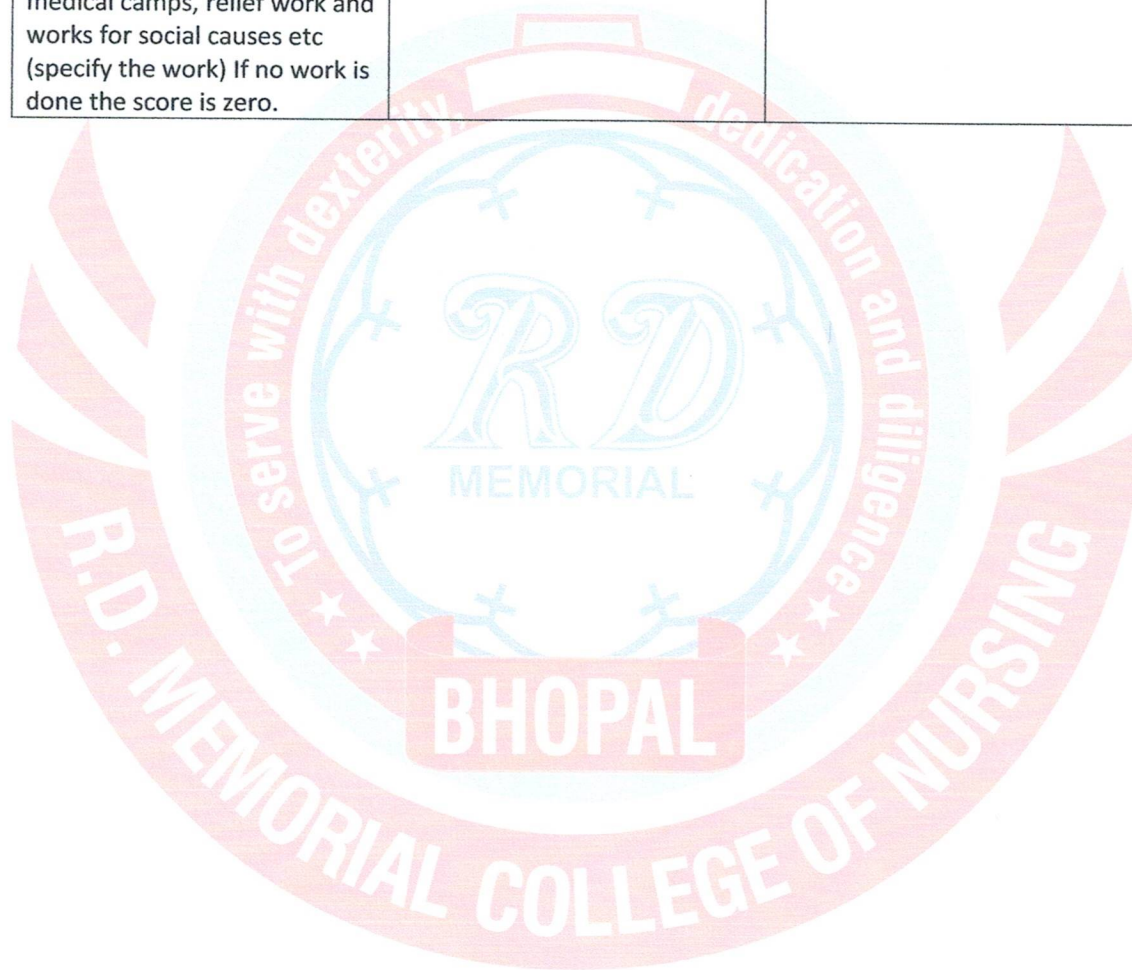 medical camps, relief work and
works for social causes etc
(specify the work) If no work is
done the score is zero.
To serve with dexterity,
dedication and diligence
RD
MEMORIAL
BHOPAL
R.D. MEMORIAL COLLEGE OF NURSING